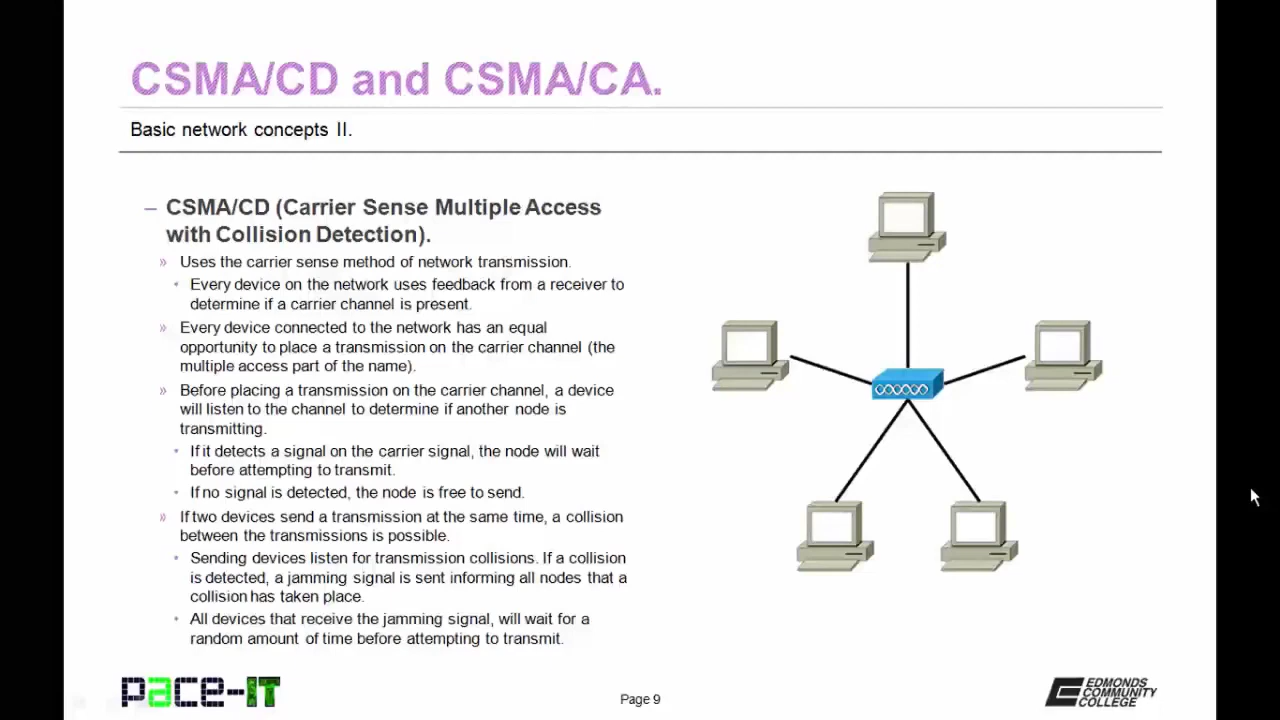 CSMA/CD and CSMA/CA.
Basic network concepts II.
– CSMA/CD (Carrier Sense Multiple Access
with Collision Detection).
» Uses the carrier sense method of network transmission.
• Every device on the network uses feedback from a receiver to
determine if a carrier channel is present.
» Every device connected to the network has an equal
opportunity to place a transmission on the carrier channel (the
multiple access part of the name).
» Before placing a transmission on the carrier channel, a device
will listen to the channel to determine if another node is
transmitting.
• If it detects a signal on the carrier signal, the node will wait
before attempting to transmit.
• If no signal is detected, the node is free to send.
» If two devices send a transmission at the same time, a collision
between the transmissions is possible.
• Sending devices listen for transmission collisions. If a collision
is detected, a jamming signal is sent informing all nodes that a
collision has taken place.
• All devices that receive the jamming signal, will wait for a
random amount of time before attempting to transmit.
pace-IT
Page 9
EDMONDS
COMMUNITY
COLLEGE